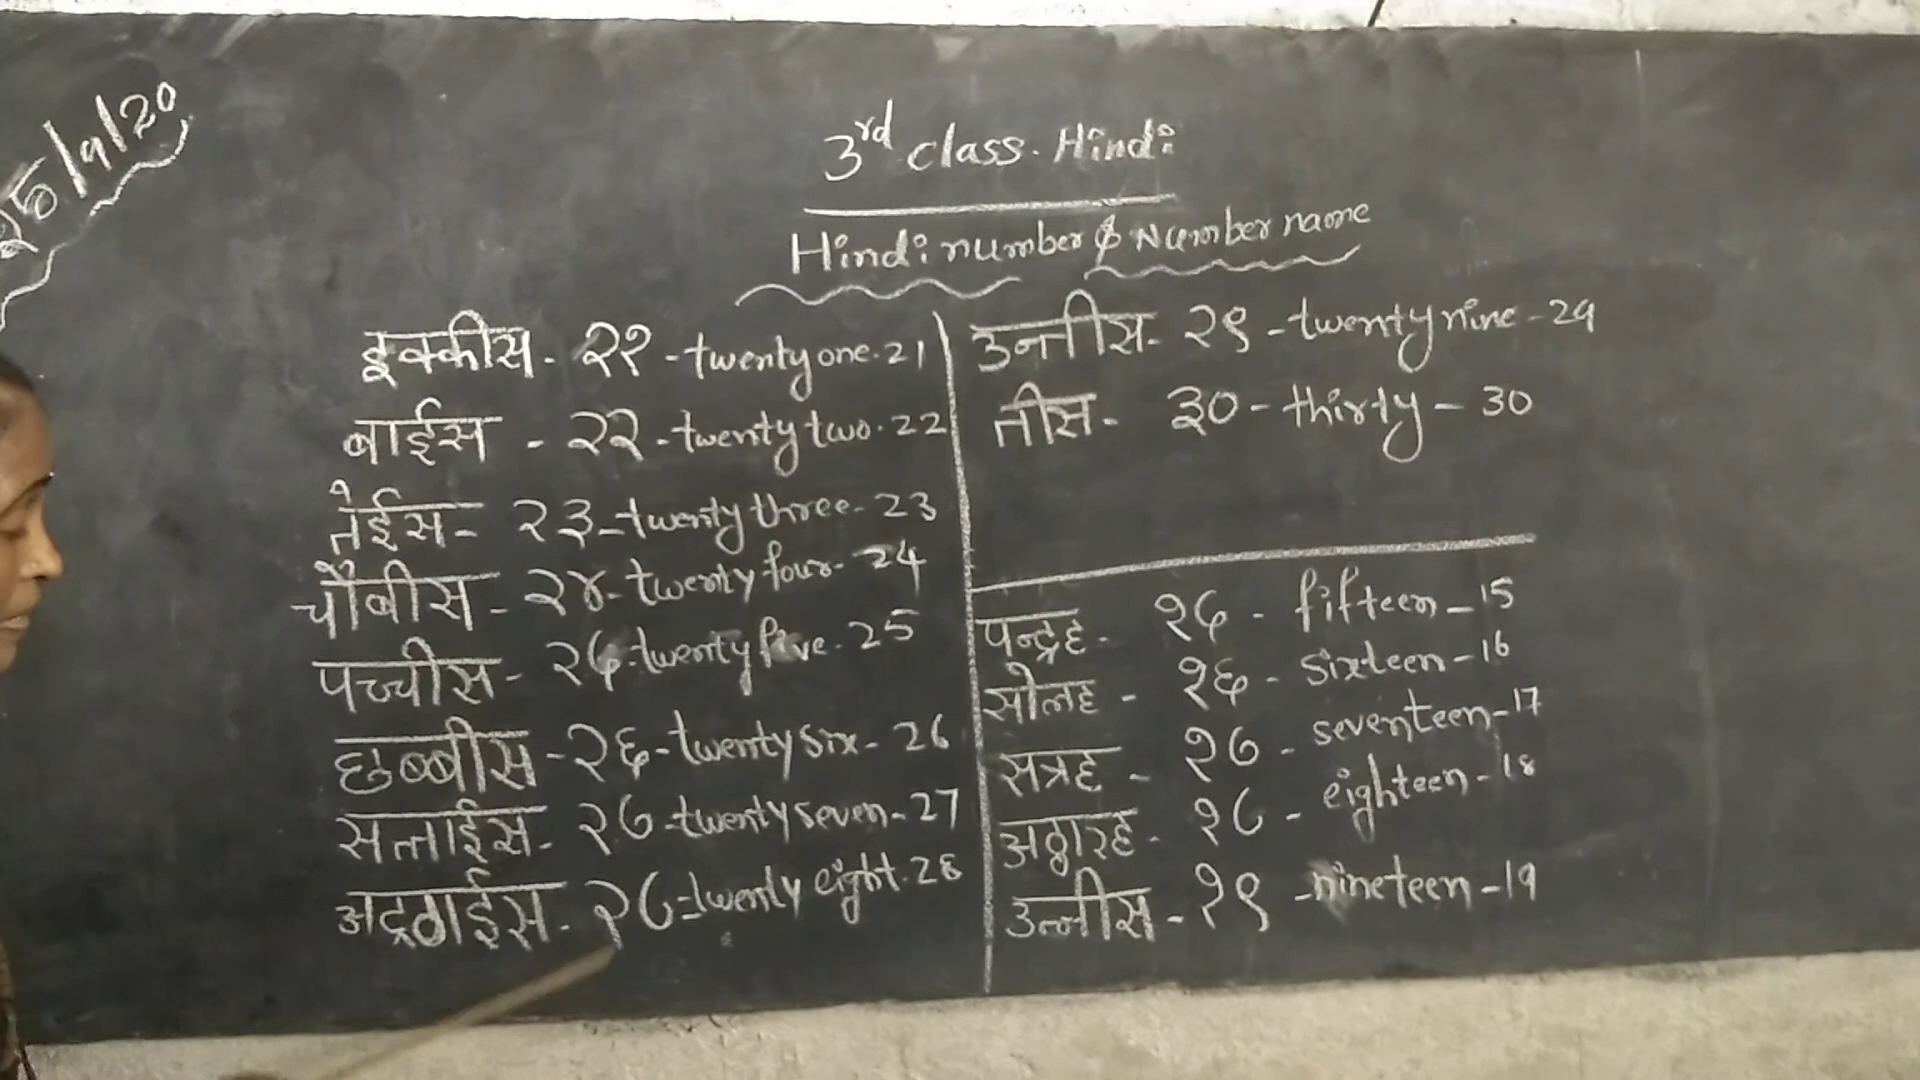 25/9/20
3rd class. Hindi
Hindi number & Number name
इक्कीस - २१ - twenty one - 21
बाईस - २२ - twenty two - 22
तेईस - २३ - twenty three - 23
चौबीस - २४ - twenty four - 24
पच्चीस - २५ - twenty five - 25
छब्बीस - २६ - twenty six - 26
सत्ताईस - २७ - twenty seven - 27
अट्ठाईस - २८ - twenty eight - 28
उन्तीस - २९ - twenty nine - 29
तीस - ३० - thirty - 30
पन्द्रह - १५ - fifteen - 15
सोलह - १६ - sixteen - 16
सत्रह - १७ - seventeen - 17
अठ्ठारह - १८ - eighteen - 18
उन्नीस - १९ - nineteen - 19